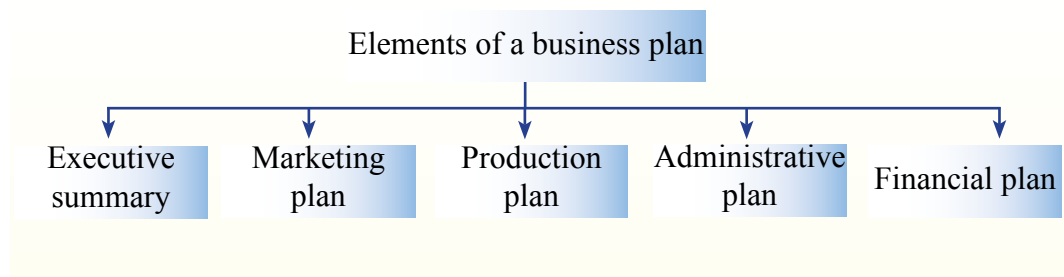 Elements of a business plan
Executive
summary
Marketing
plan
Production
plan
Administrative
plan
Financial plan